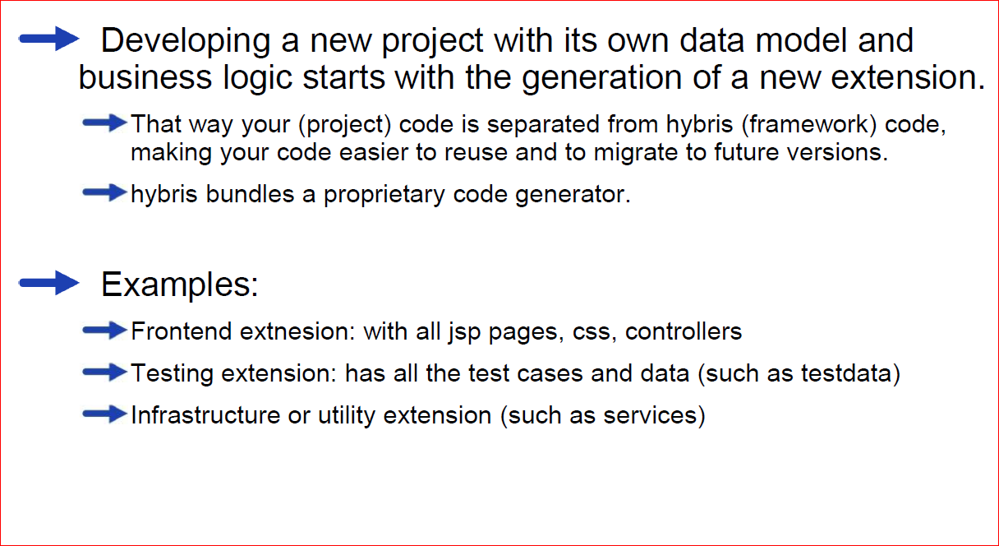 Developing a new project with its own data model and
business logic starts with the generation of a new extension.
That way your (project) code is separated from hybris (framework) code,
making your code easier to reuse and to migrate to future versions.
hybris bundles a proprietary code generator.
Examples:
Frontend extnesion: with all jsp pages, css, controllers
Testing extension: has all the test cases and data (such as testdata)
Infrastructure or utility extension (such as services)